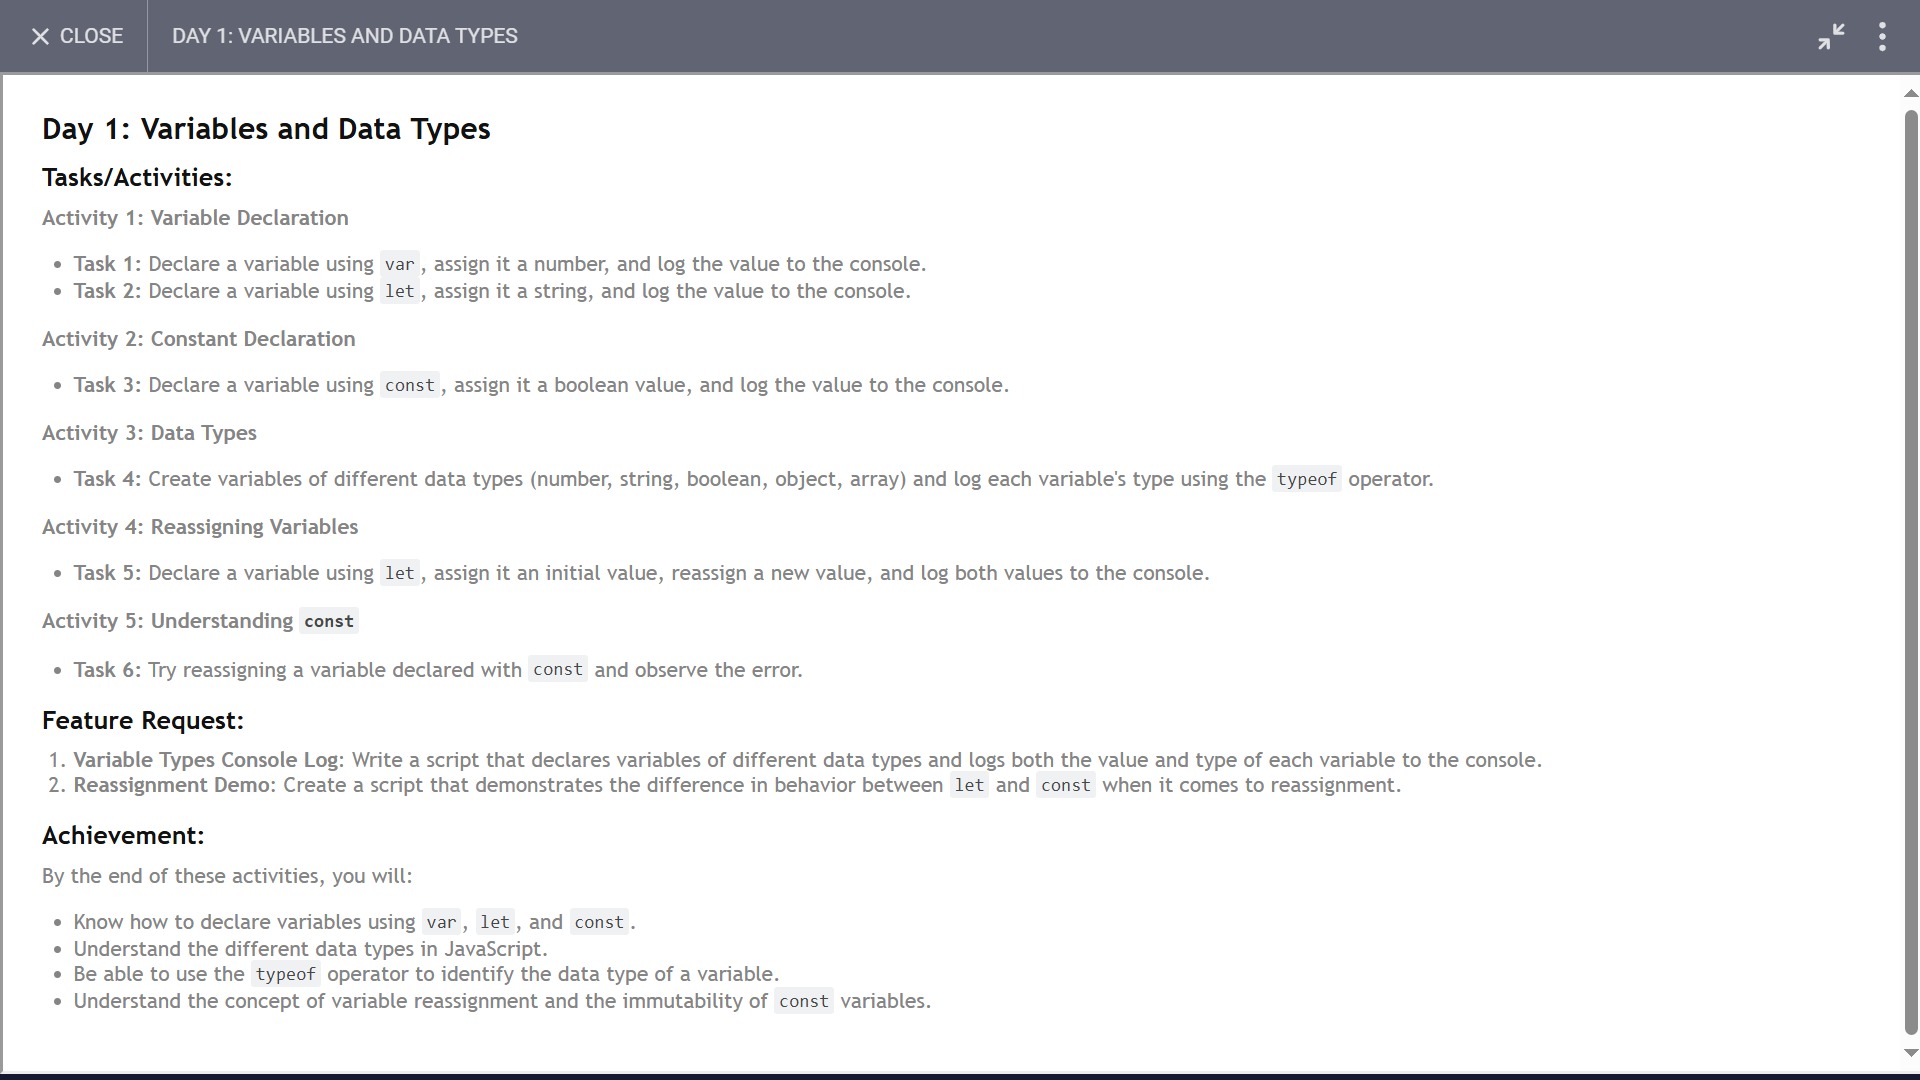 CLOSE
DAY 1: VARIABLES AND DATA TYPES
Day 1: Variables and Data Types
Tasks/Activities:
Activity 1: Variable Declaration
• Task 1: Declare a variable using var, assign it a number, and log the value to the console.
• Task 2: Declare a variable using let, assign it a string, and log the value to the console.
Activity 2: Constant Declaration
• Task 3: Declare a variable using const, assign it a boolean value, and log the value to the console.
Activity 3: Data Types
• Task 4: Create variables of different data types (number, string, boolean, object, array) and log each variable's type using the typeof operator.
Activity 4: Reassigning Variables
• Task 5: Declare a variable using let, assign it an initial value, reassign a new value, and log both values to the console.
Activity 5: Understanding const
• Task 6: Try reassigning a variable declared with const and observe the error.
Feature Request:
1. Variable Types Console Log: Write a script that declares variables of different data types and logs both the value and type of each variable to the console.
2. Reassignment Demo: Create a script that demonstrates the difference in behavior between let and const when it comes to reassignment.
Achievement:
By the end of these activities, you will:
• Know how to declare variables using var, let, and const.
• Understand the different data types in JavaScript.
• Be able to use the typeof operator to identify the data type of a variable.
• Understand the concept of variable reassignment and the immutability of const variables.